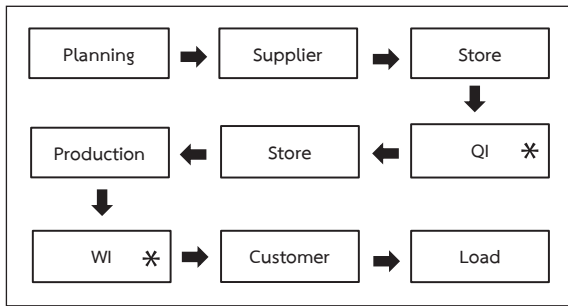 Planning
Supplier
Store
QI *
Store
Production
WI *
Customer
Load